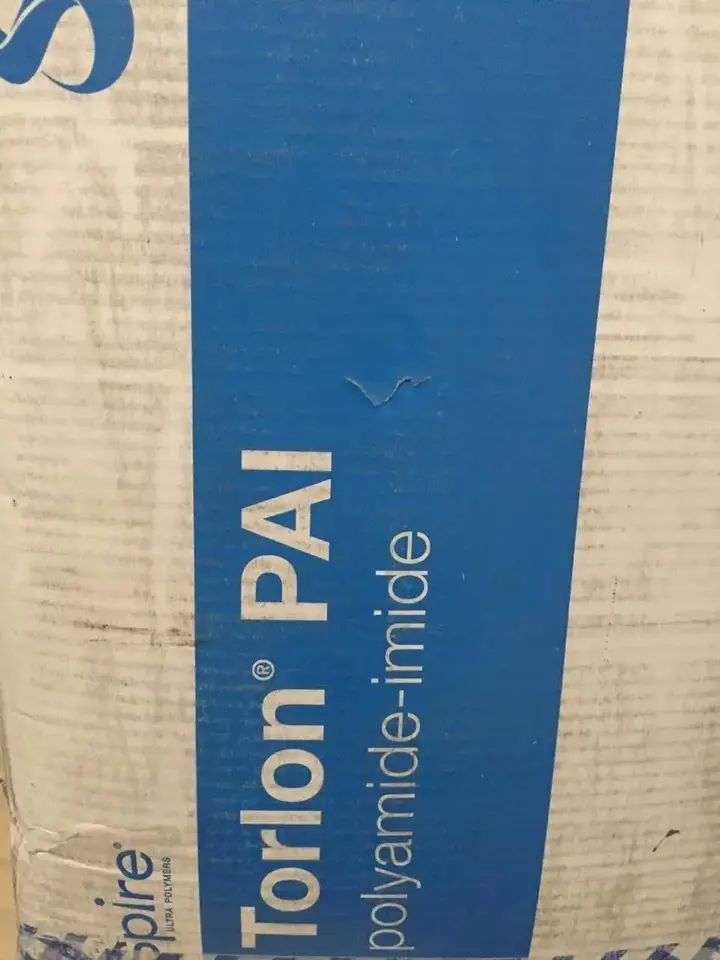 Torlon® PAI
polyamide-imide
ULTRA POLYMERS